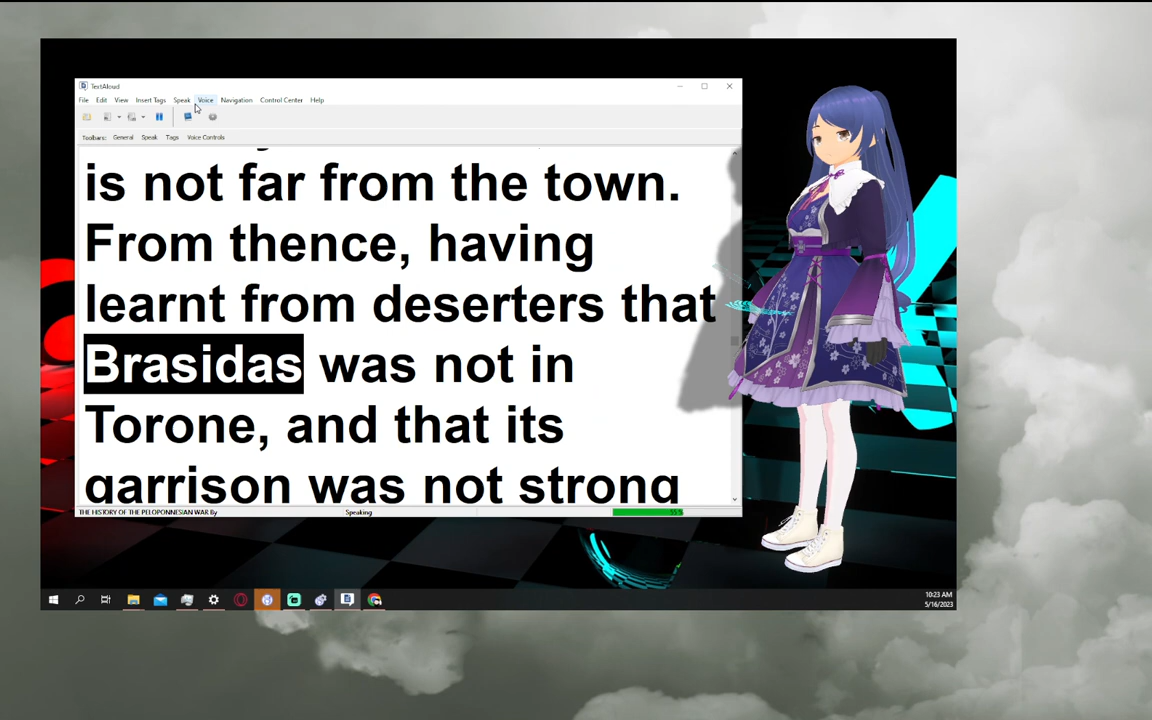 TextAloud
File Edit View Insert Tags Speak Voice Navigation Control Center Help
Toolbars: General Speak Tags Voice Controls
is not far from the town.
From thence, having
learnt from deserters that
Brasidas was not in
Torone, and that its
garrison was not strong
THE HISTORY OF THE PELOPONNESIAN WAR By Speaking 55 %
10:23 AM
5/16/2023